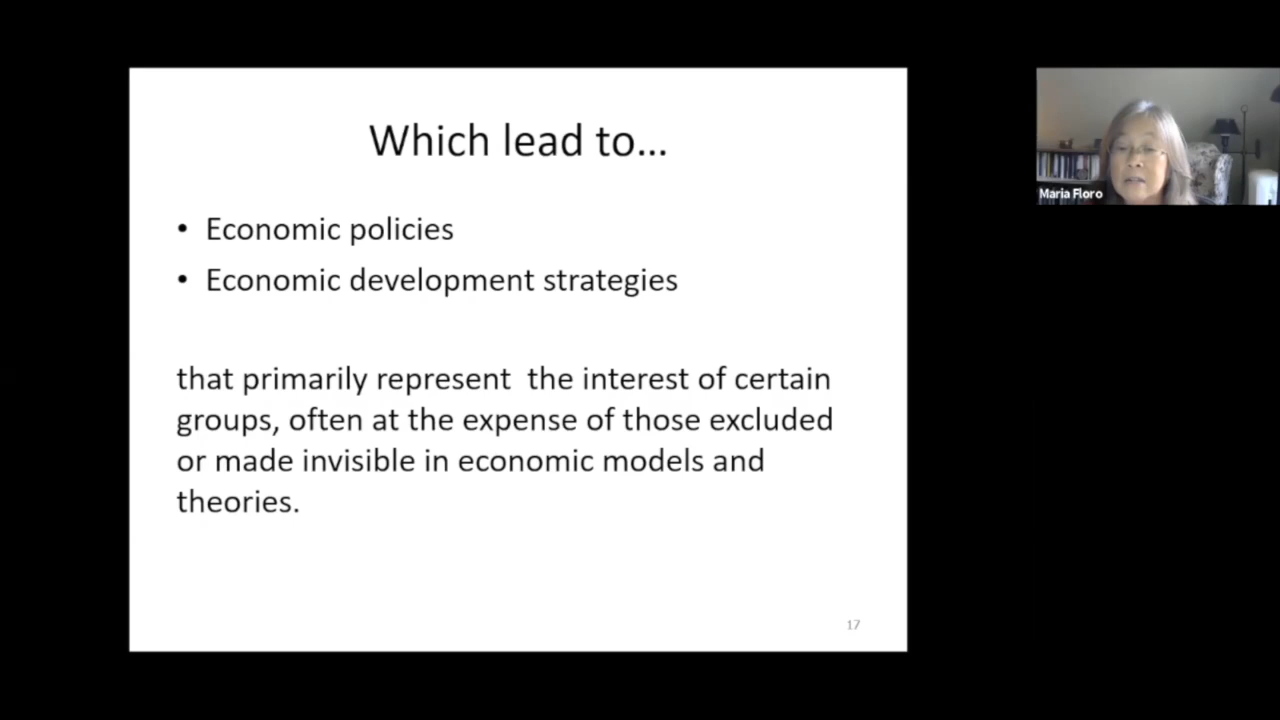 Which lead to...
• Economic policies
• Economic development strategies
that primarily represent  the interest of certain
groups, often at the expense of those excluded
or made invisible in economic models and
theories.
17
Maria Floro